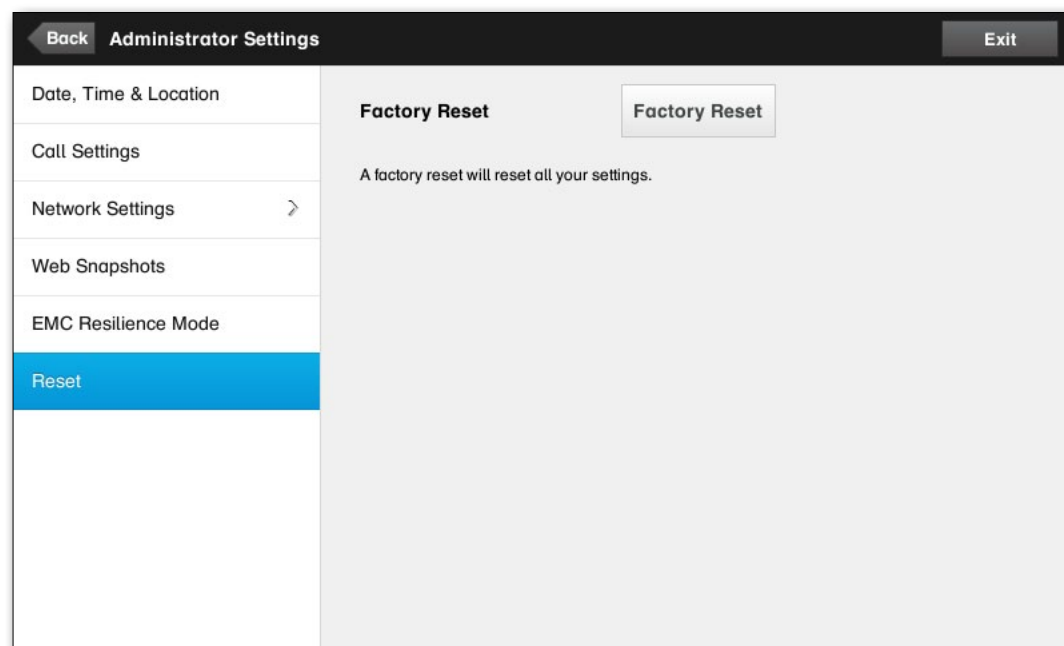 Back Administrator Settings Exit
Date, Time & Location
Call Settings
Network Settings
Web Snapshots
EMC Resilience Mode
Reset
Factory Reset Factory Reset
A factory reset will reset all your settings.